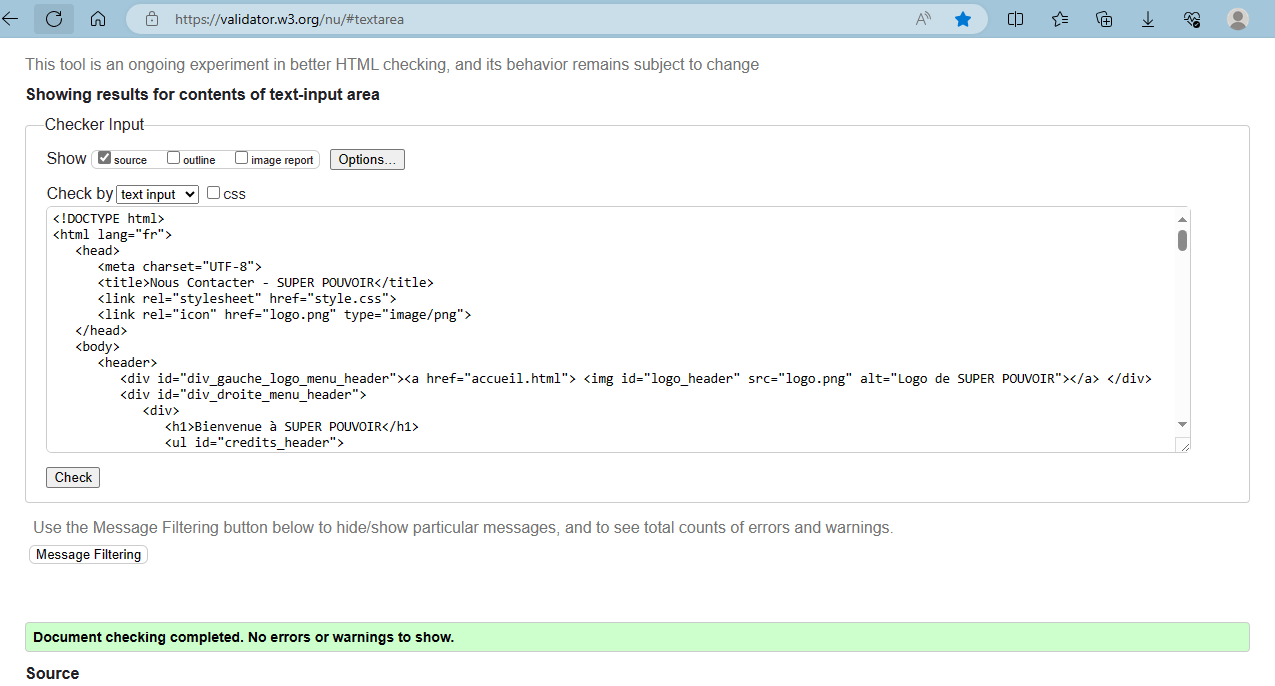 https://validator.w3.org/nu/#textarea
This tool is an ongoing experiment in better HTML checking, and its behavior remains subject to change
Showing results for contents of text-input area
Checker Input
Show source outline image report Options...
Check by text input css
<!DOCTYPE html>
<html lang="fr">
   <head>
      <meta charset="UTF-8">
      <title>Nous Contacter - SUPER POUVOIR</title>
      <link rel="stylesheet" href="style.css">
      <link rel="icon" href="logo.png" type="image/png">
   </head>
   <body>
      <header>
         <div id="div_gauche_logo_menu_header"><a href="accueil.html"> <img id="logo_header" src="logo.png" alt="Logo de SUPER POUVOIR"></a> </div>
         <div id="div_droite_menu_header">
            <div>
               <h1>Bienvenue à SUPER POUVOIR</h1>
               <ul id="credits_header">
Check
Use the Message Filtering button below to hide/show particular messages, and to see total counts of errors and warnings.
Message Filtering
Document checking completed. No errors or warnings to show.
Source